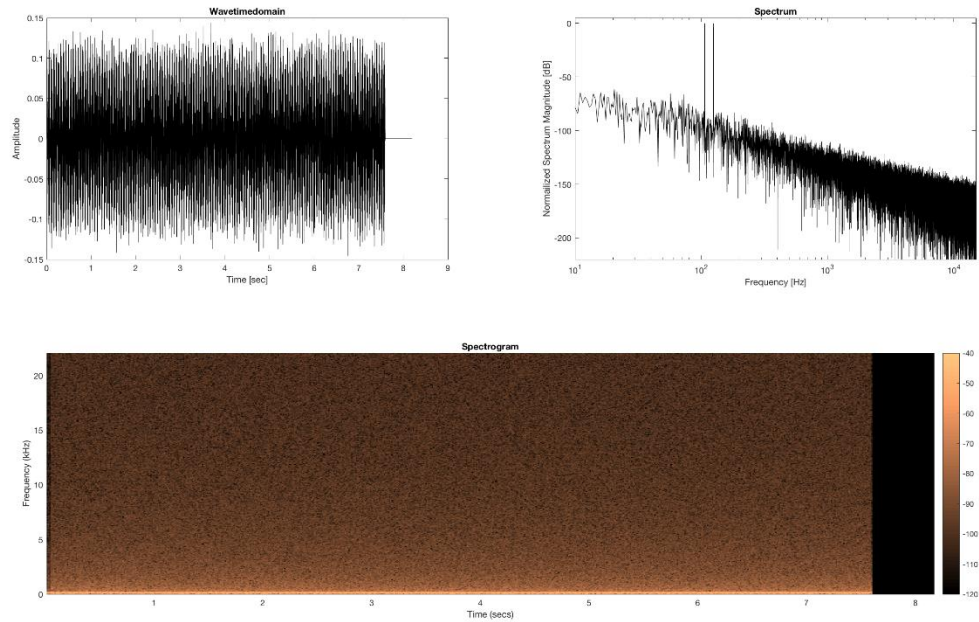 Wavetimedomain
0.15
0.1
0.05
0
-0.05
-0.1
-0.15
Amplitude
0 1 2 3 4 5 6 7 8 9
Time [sec]
Spectrum
0
-50
-100
-150
-200
Normailized Spectrum Magnitude [dB]
10^1 10^2 10^3 10^4
Frequency [Hz]
Spectrogram
20
15
10
5
0
Frequency (kHz)
1 2 3 4 5 6 7 8
Time (secs)
-40
-50
-60
-70
-80
-90
-100
-110
-120